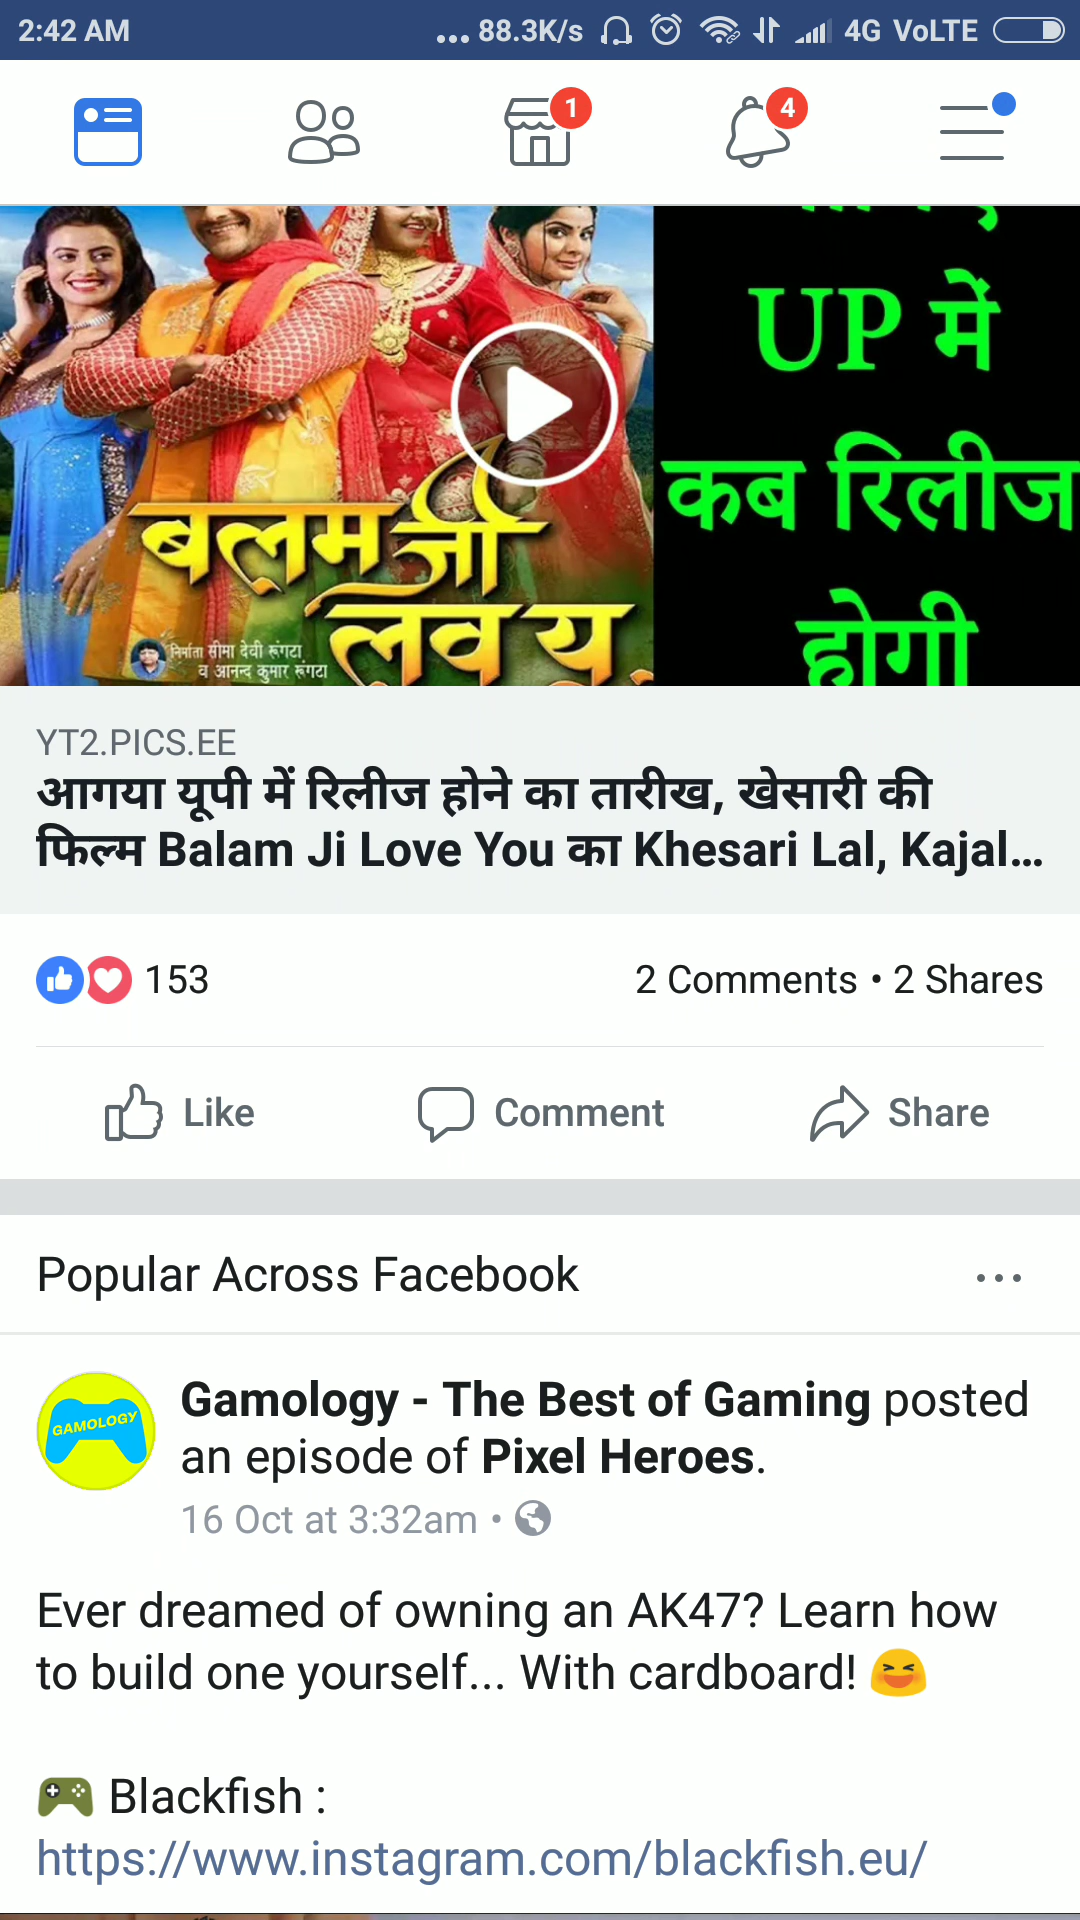 2:42 AM
... 88.3K/s 4G VoLTE
1
4
UP में
कब रिलीज
होगी
बलम जी
लव यू
निर्माता सीमा देवी रूंगटा
व आनन्द कुमार रूंगटा
YT2.PICS.EE
आगया यूपी में रिलीज होने का तारीख, खेसारी की
फिल्म Balam Ji Love You का Khesari Lal, Kajal...
153
2 Comments • 2 Shares
Like
Comment
Share
Popular Across Facebook
GAMOLOGY
Gamology - The Best of Gaming posted
an episode of Pixel Heroes.
16 Oct at 3:32am •
Ever dreamed of owning an AK47? Learn how
to build one yourself... With cardboard! 😆
🎮 Blackfish :
https://www.instagram.com/blackfish.eu/